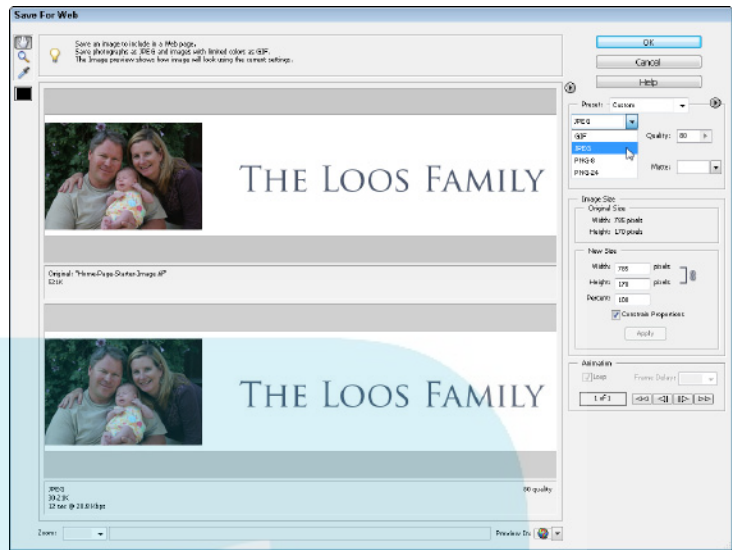 Save For Web
Save an image to include in a Web page.
Save photographs as JPEG and images with limited colors as GIF.
The Image preview shows how image will look using the current settings.
OK
Cancel
Help
Preset: Custom
JPEG
GIF
JPEG
PNG-8
PNG-24
Quality: 80
Matte:
THE LOOS FAMILY
Image Size
Original Size
Width: 785 pixels
Height: 170 pixels
New Size
Width: 785 pixels
Height: 170 pixels
Percent: 100
Constrain Proportions
Apply
Original: "Home-Page-Starter-Image.tif"
521K
THE LOOS FAMILY
Animation
Loop
Frame Delay:
1 of 1
JPEG
80 quality
Zoom:
Preview In: